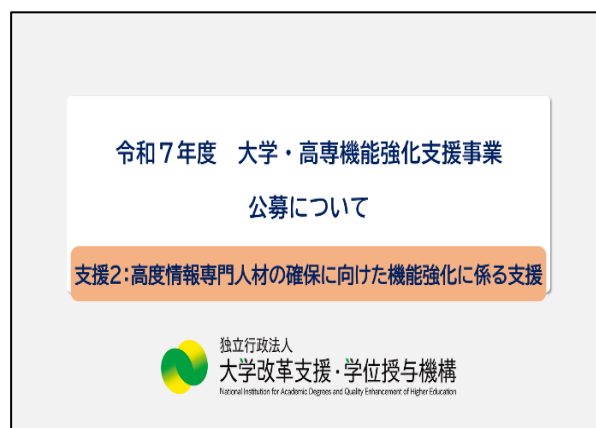 令和７年度　大学・高専機能強化支援事業
公募について
支援2：高度情報専門人材の確保に向けた機能強化に係る支援
独立行政法人
大学改革支援・学位授与機構
National Institution for Academic Degrees and Quality Enhancement of Higher Education